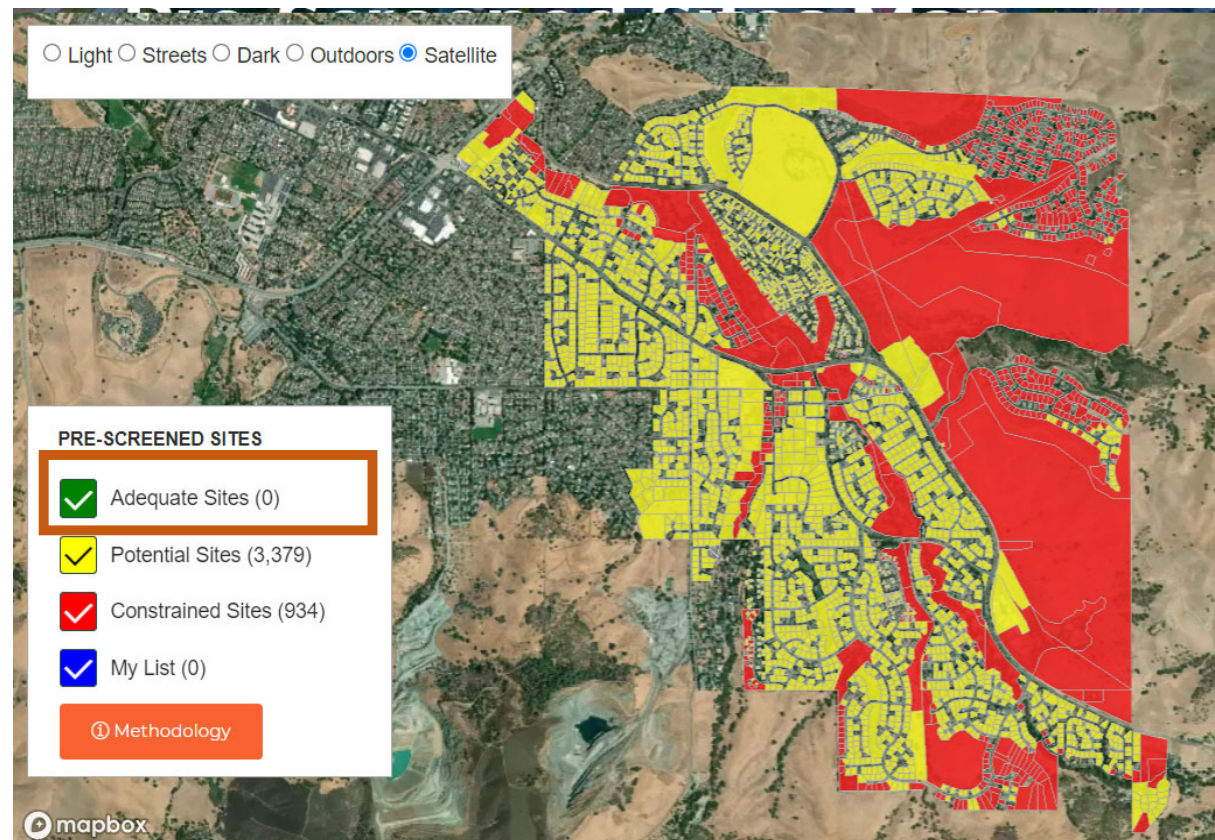 Light Streets Dark Outdoors Satellite
PRE-SCREENED SITES
Adequate Sites (0)
Potential Sites (3,379)
Constrained Sites (934)
My List (0)
Methodology
mapbox